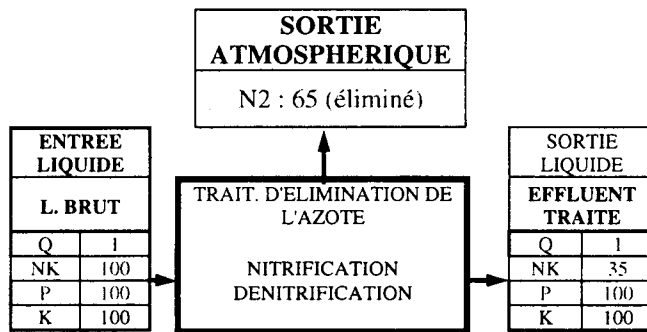 SORTIE
ATMOSPHERIQUE
N2 : 65 (éliminé)
ENTREE
LIQUIDE
L. BRUT
Q 1
NK 100
P 100
K 100
TRAIT. D'ELIMINATION DE
L'AZOTE
NITRIFICATION
DENITRIFICATION
SORTIE
LIQUIDE
EFFLUENT
TRAITE
Q 1
NK 35
P 100
K 100